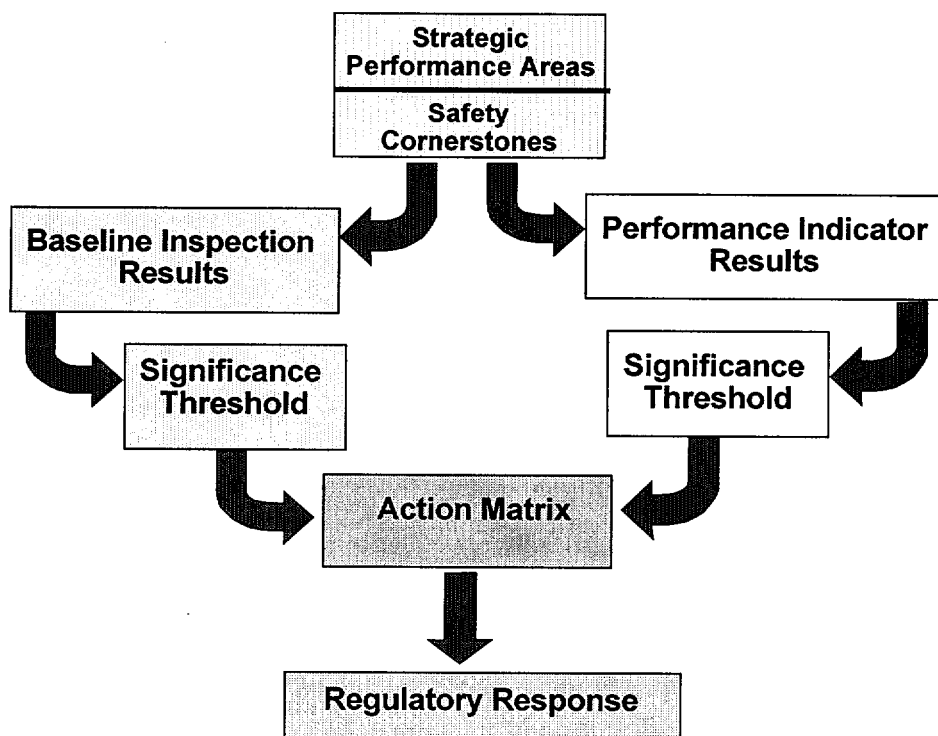 Strategic
Performance Areas
Safety
Cornerstones
Baseline Inspection
Results
Performance Indicator
Results
Significance
Threshold
Significance
Threshold
Action Matrix
Regulatory Response